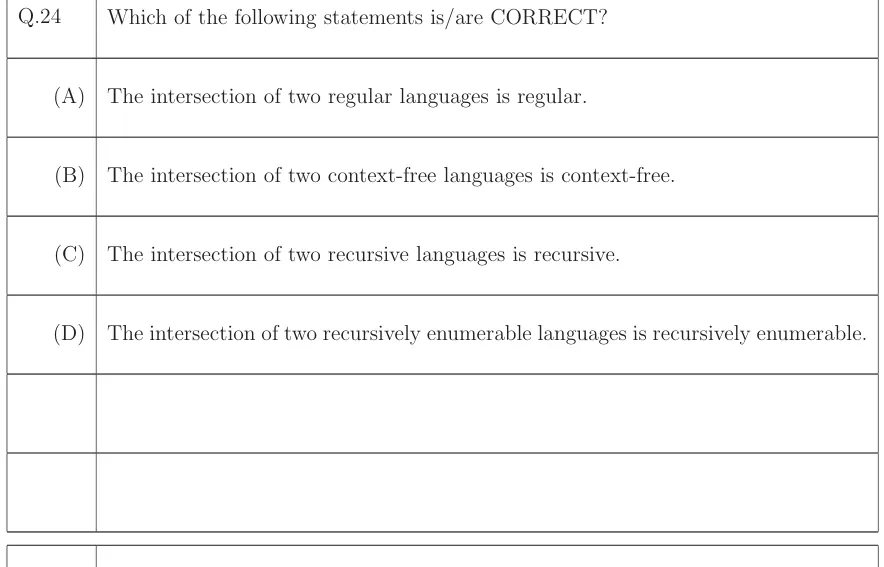 Q.24 Which of the following statements is/are CORRECT?
(A) The intersection of two regular languages is regular.
(B) The intersection of two context-free languages is context-free.
(C) The intersection of two recursive languages is recursive.
(D) The intersection of two recursively enumerable languages is recursively enumerable.